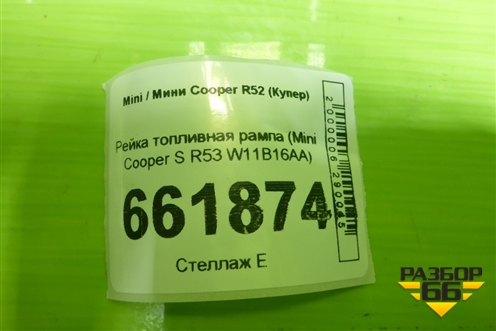 Mini / Мини Cooper R52 (Купер)
Рейка топливная рампа (Mini
Cooper S R53 W11B16AA)
661874
Стеллаж Е
РАЗБОР
66